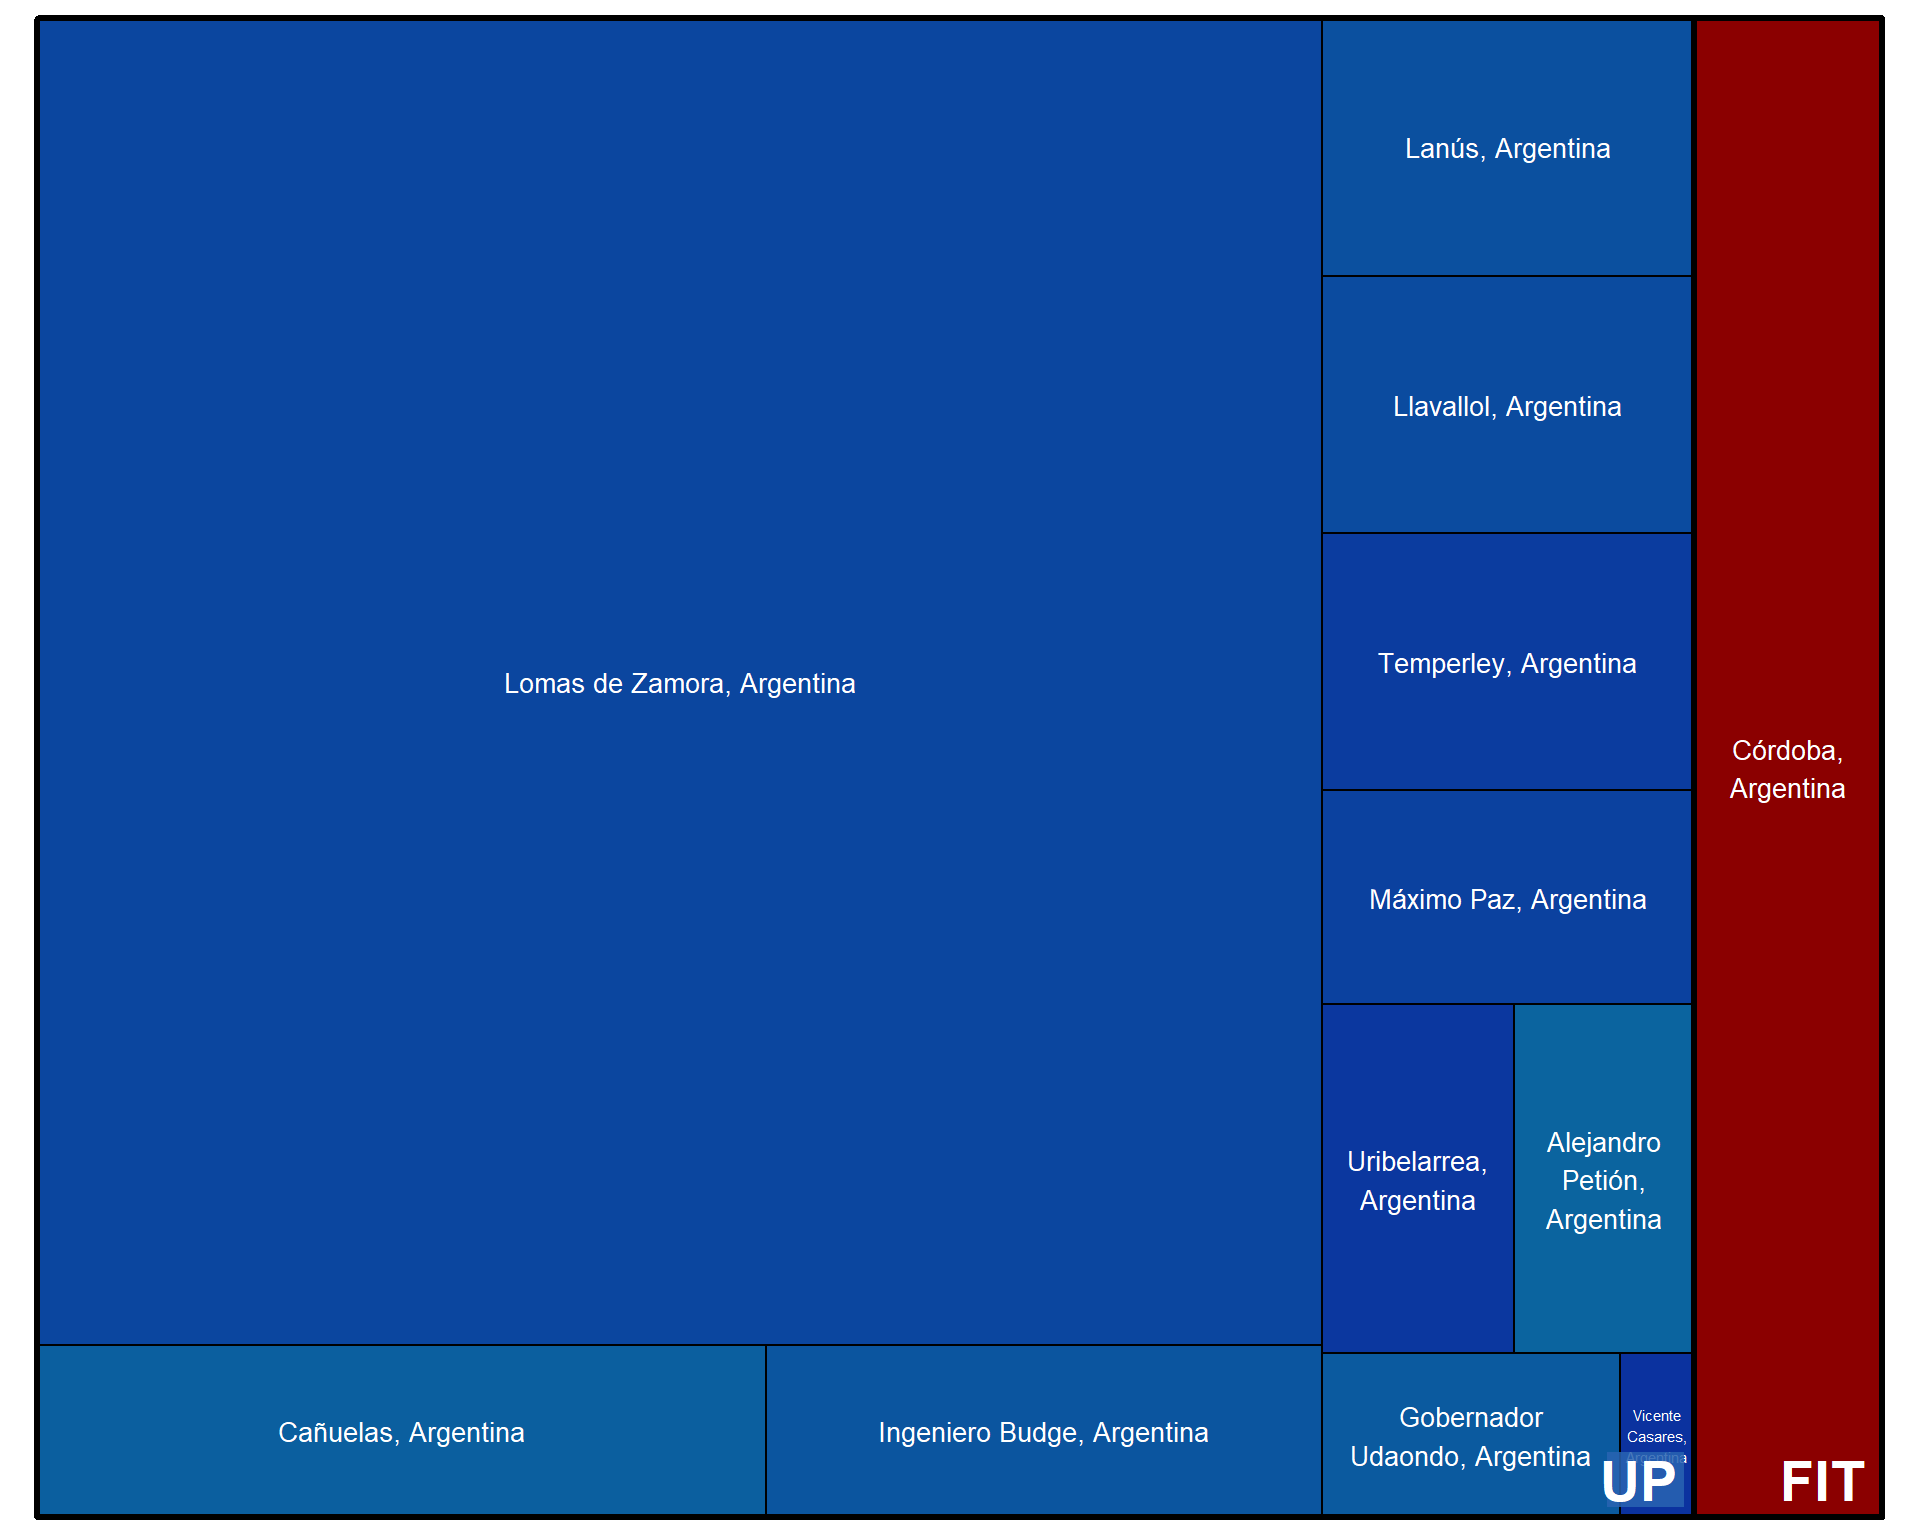 Lomas de Zamora, Argentina
Cañuelas, Argentina
Ingeniero Budge, Argentina
Lanús, Argentina
Llavallol, Argentina
Temperley, Argentina
Máximo Paz, Argentina
Uribelarrea,
Argentina
Alejandro
Petión,
Argentina
Gobernador
Udaondo, Argentina
Vicente
Casares,
Argentina
UP
Córdoba,
Argentina
FIT